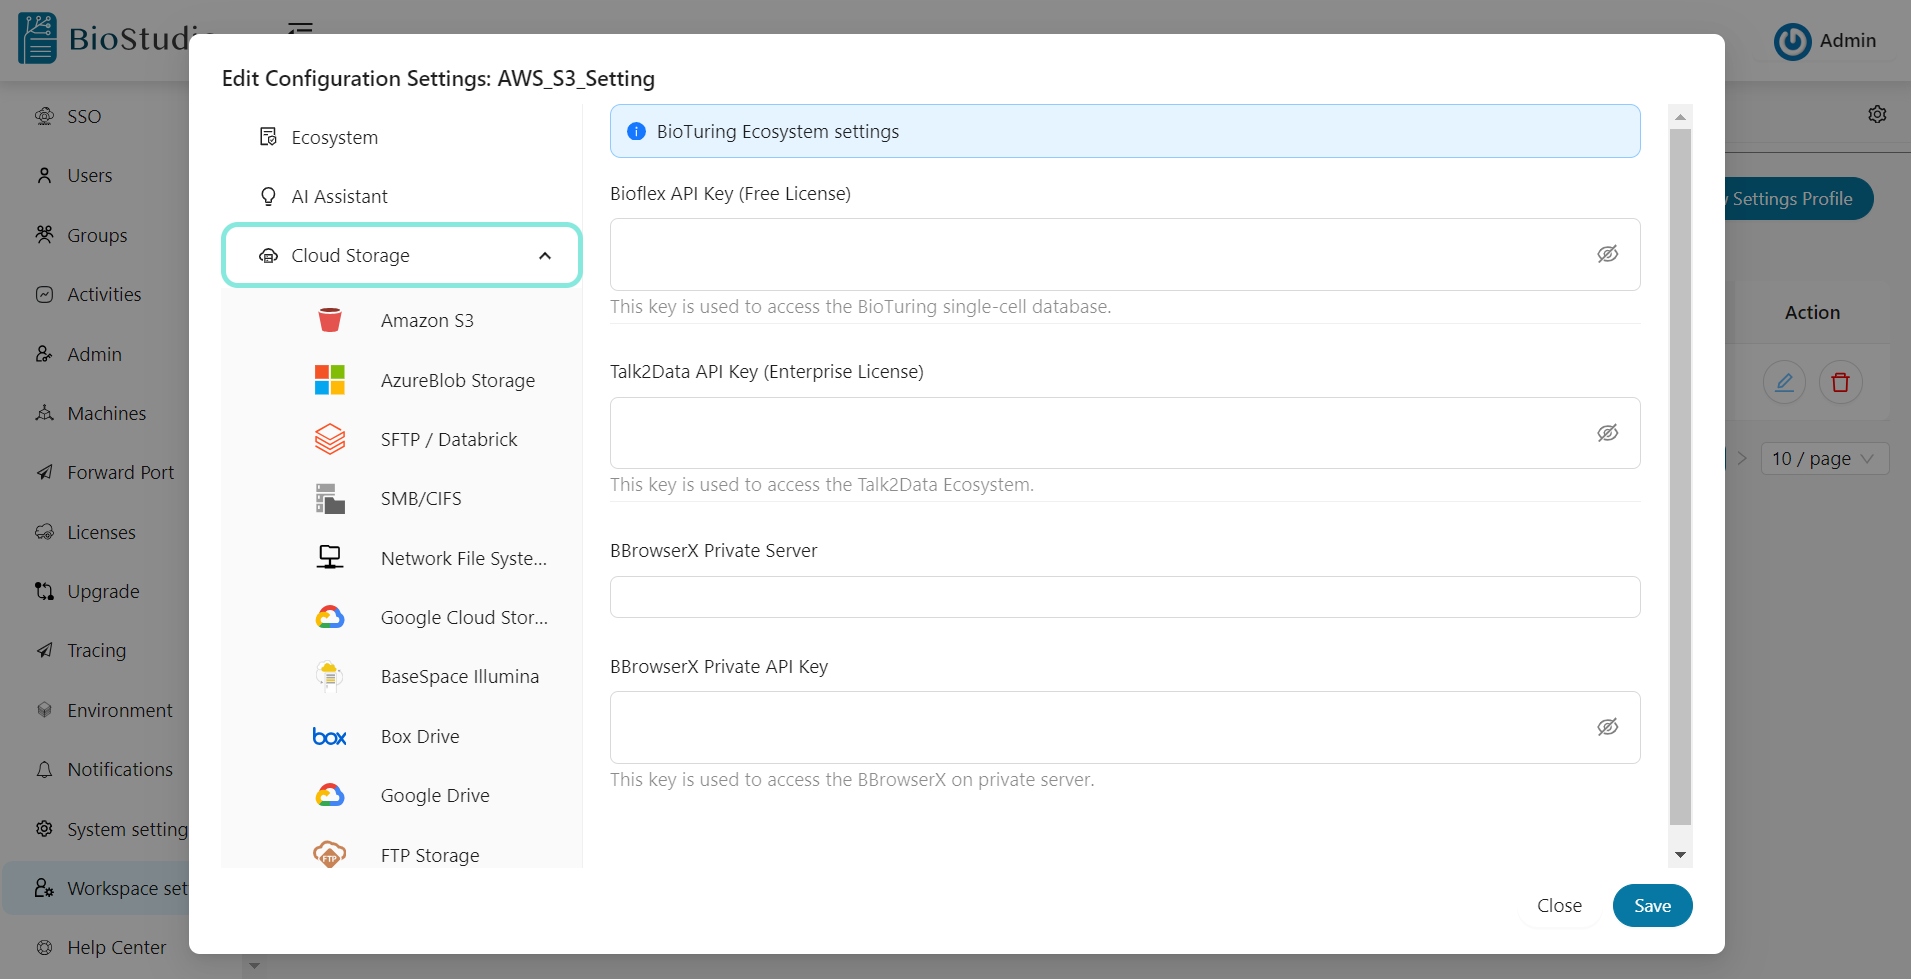 BioStudi
Admin
Edit Configuration Settings: AWS_S3_Setting
SSO
Users
Groups
Activities
Admin
Machines
Forward Port
Licenses
Upgrade
Tracing
Environment
Notifications
System setting
Workspace set
Help Center
Ecosystem
AI Assistant
Cloud Storage
Amazon S3
AzureBlob Storage
SFTP / Databrick
SMB/CIFS
Network File Syste...
Google Cloud Stor...
BaseSpace Illumina
box Box Drive
Google Drive
FTP FTP Storage
BioTuring Ecosystem settings
Bioflex API Key (Free License)
This key is used to access the BioTuring single-cell database.
Talk2Data API Key (Enterprise License)
This key is used to access the Talk2Data Ecosystem.
BBrowserX Private Server
BBrowserX Private API Key
This key is used to access the BBrowserX on private server.
Close
Save
Settings Profile
Action
10 / page